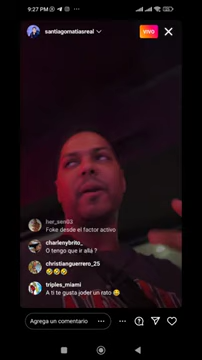 9:27 PM
santiagomatiasreal
VIVO
her_sen03
Foke desde el factor activo
charlenybrito_
O tengo que ir allá ?
christianguerrero_25
🤣🤣🤣
triples_miami
A ti te gusta joder un rato 😂
Agrega un comentario